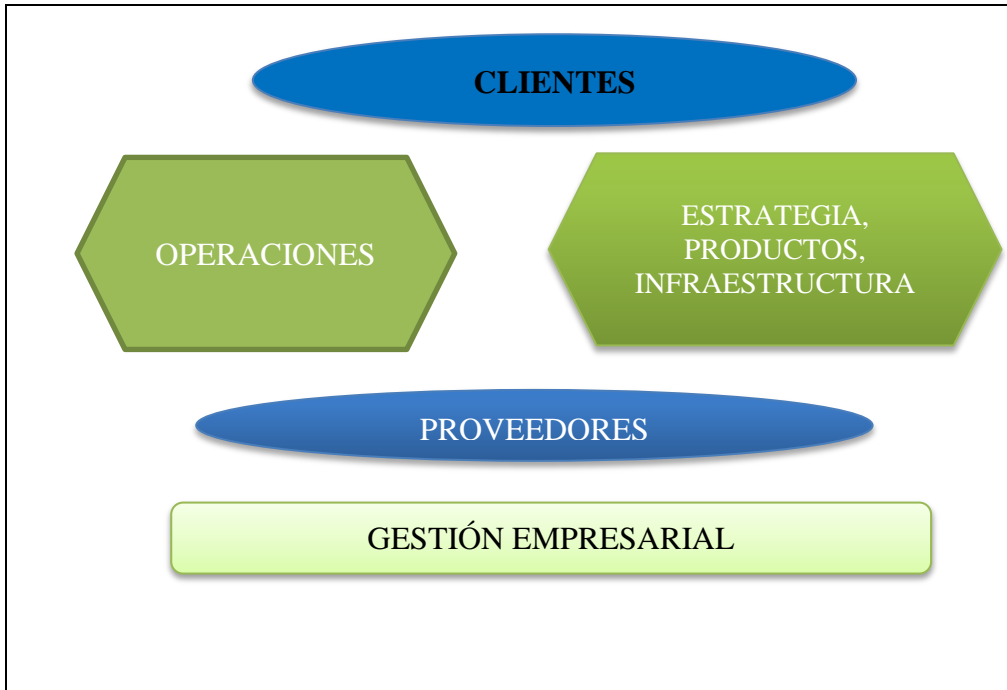 CLIENTES
OPERACIONES
ESTRATEGIA,
PRODUCTOS,
INFRAESTRUCTURA
PROVEEDORES
GESTIÓN EMPRESARIAL